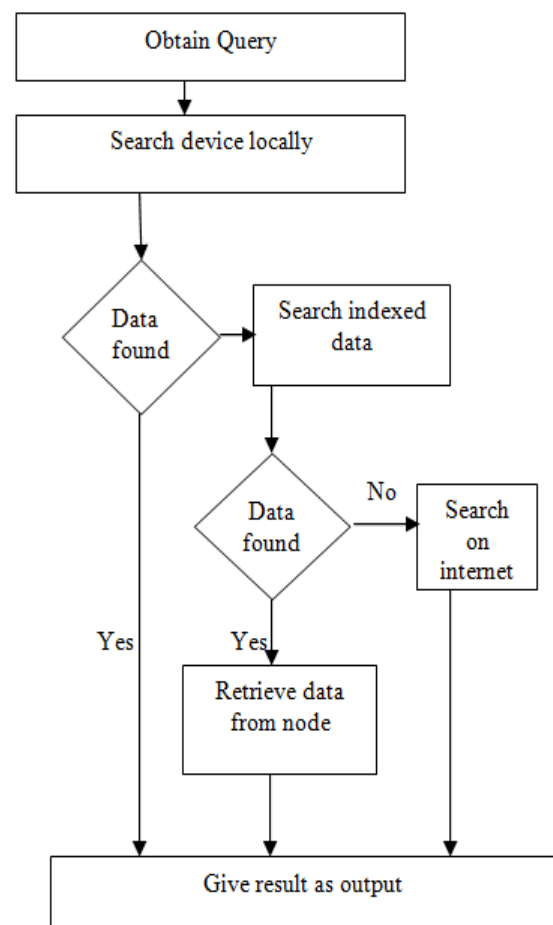 Obtain Query
Search device locally
Data
found
Search indexed
data
Data
found
No
Search
on
internet
Yes
Yes
Retrieve data
from node
Give result as output